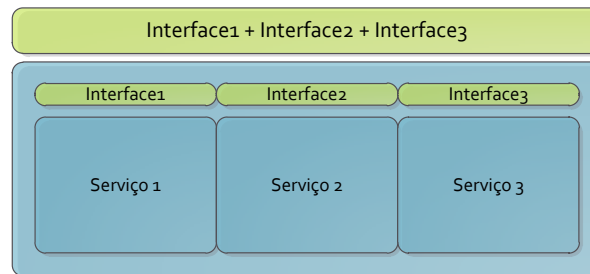 Interface1 + Interface2 + Interface3
Interface1 Interface2 Interface3
Serviço 1 Serviço 2 Serviço 3